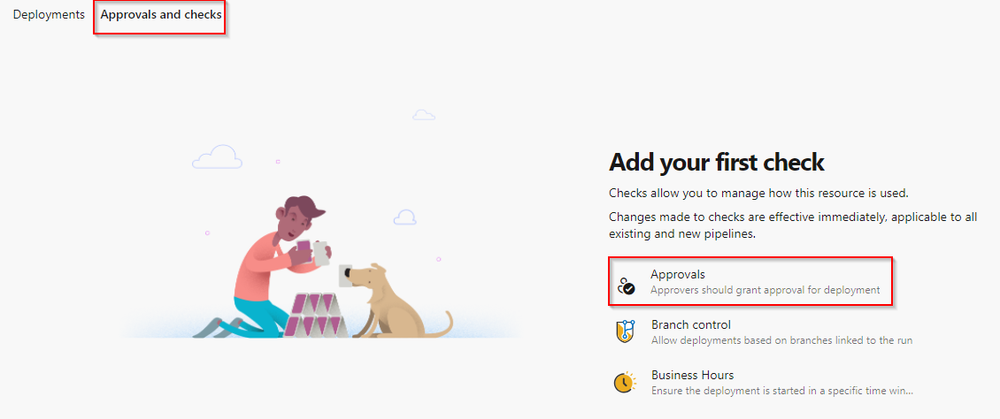 Deployments Approvals and checks
Add your first check
Checks allow you to manage how this resource is used.
Changes made to checks are effective immediately, applicable to all
existing and new pipelines.
Approvals
Approvers should grant approval for deployment
Branch control
Allow deployments based on branches linked to the run
Business Hours
Ensure the deployment is started in a specific time win...